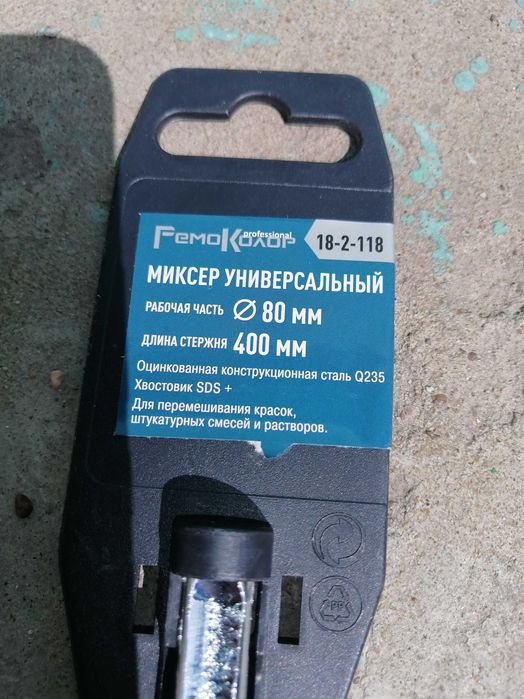 РемоКолор
professional
18-2-118
МИКСЕР УНИВЕРСАЛЬНЫЙ
РАБОЧАЯ ЧАСТЬ Ø 80 мм
ДЛИНА СТЕРЖНЯ 400 мм
Оцинкованная конструкционная сталь Q235
Хвостовик SDS +
Для перемешивания красок,
штукатурных смесей и растворов.
PP